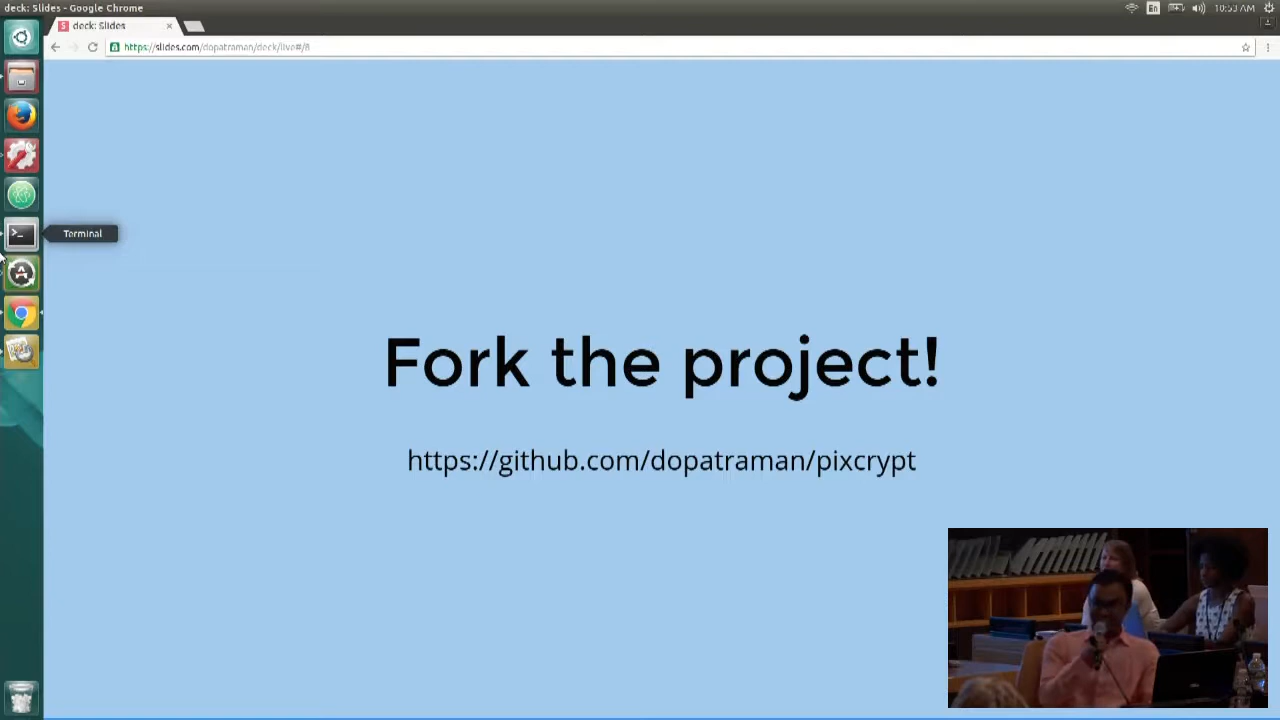 deck: Slides - Google Chrome
En
10:53 AM
deck: Slides
https://slides.com/dopatraman/deck/live#/8
Terminal
Fork the project!
https://github.com/dopatraman/pixcrypt